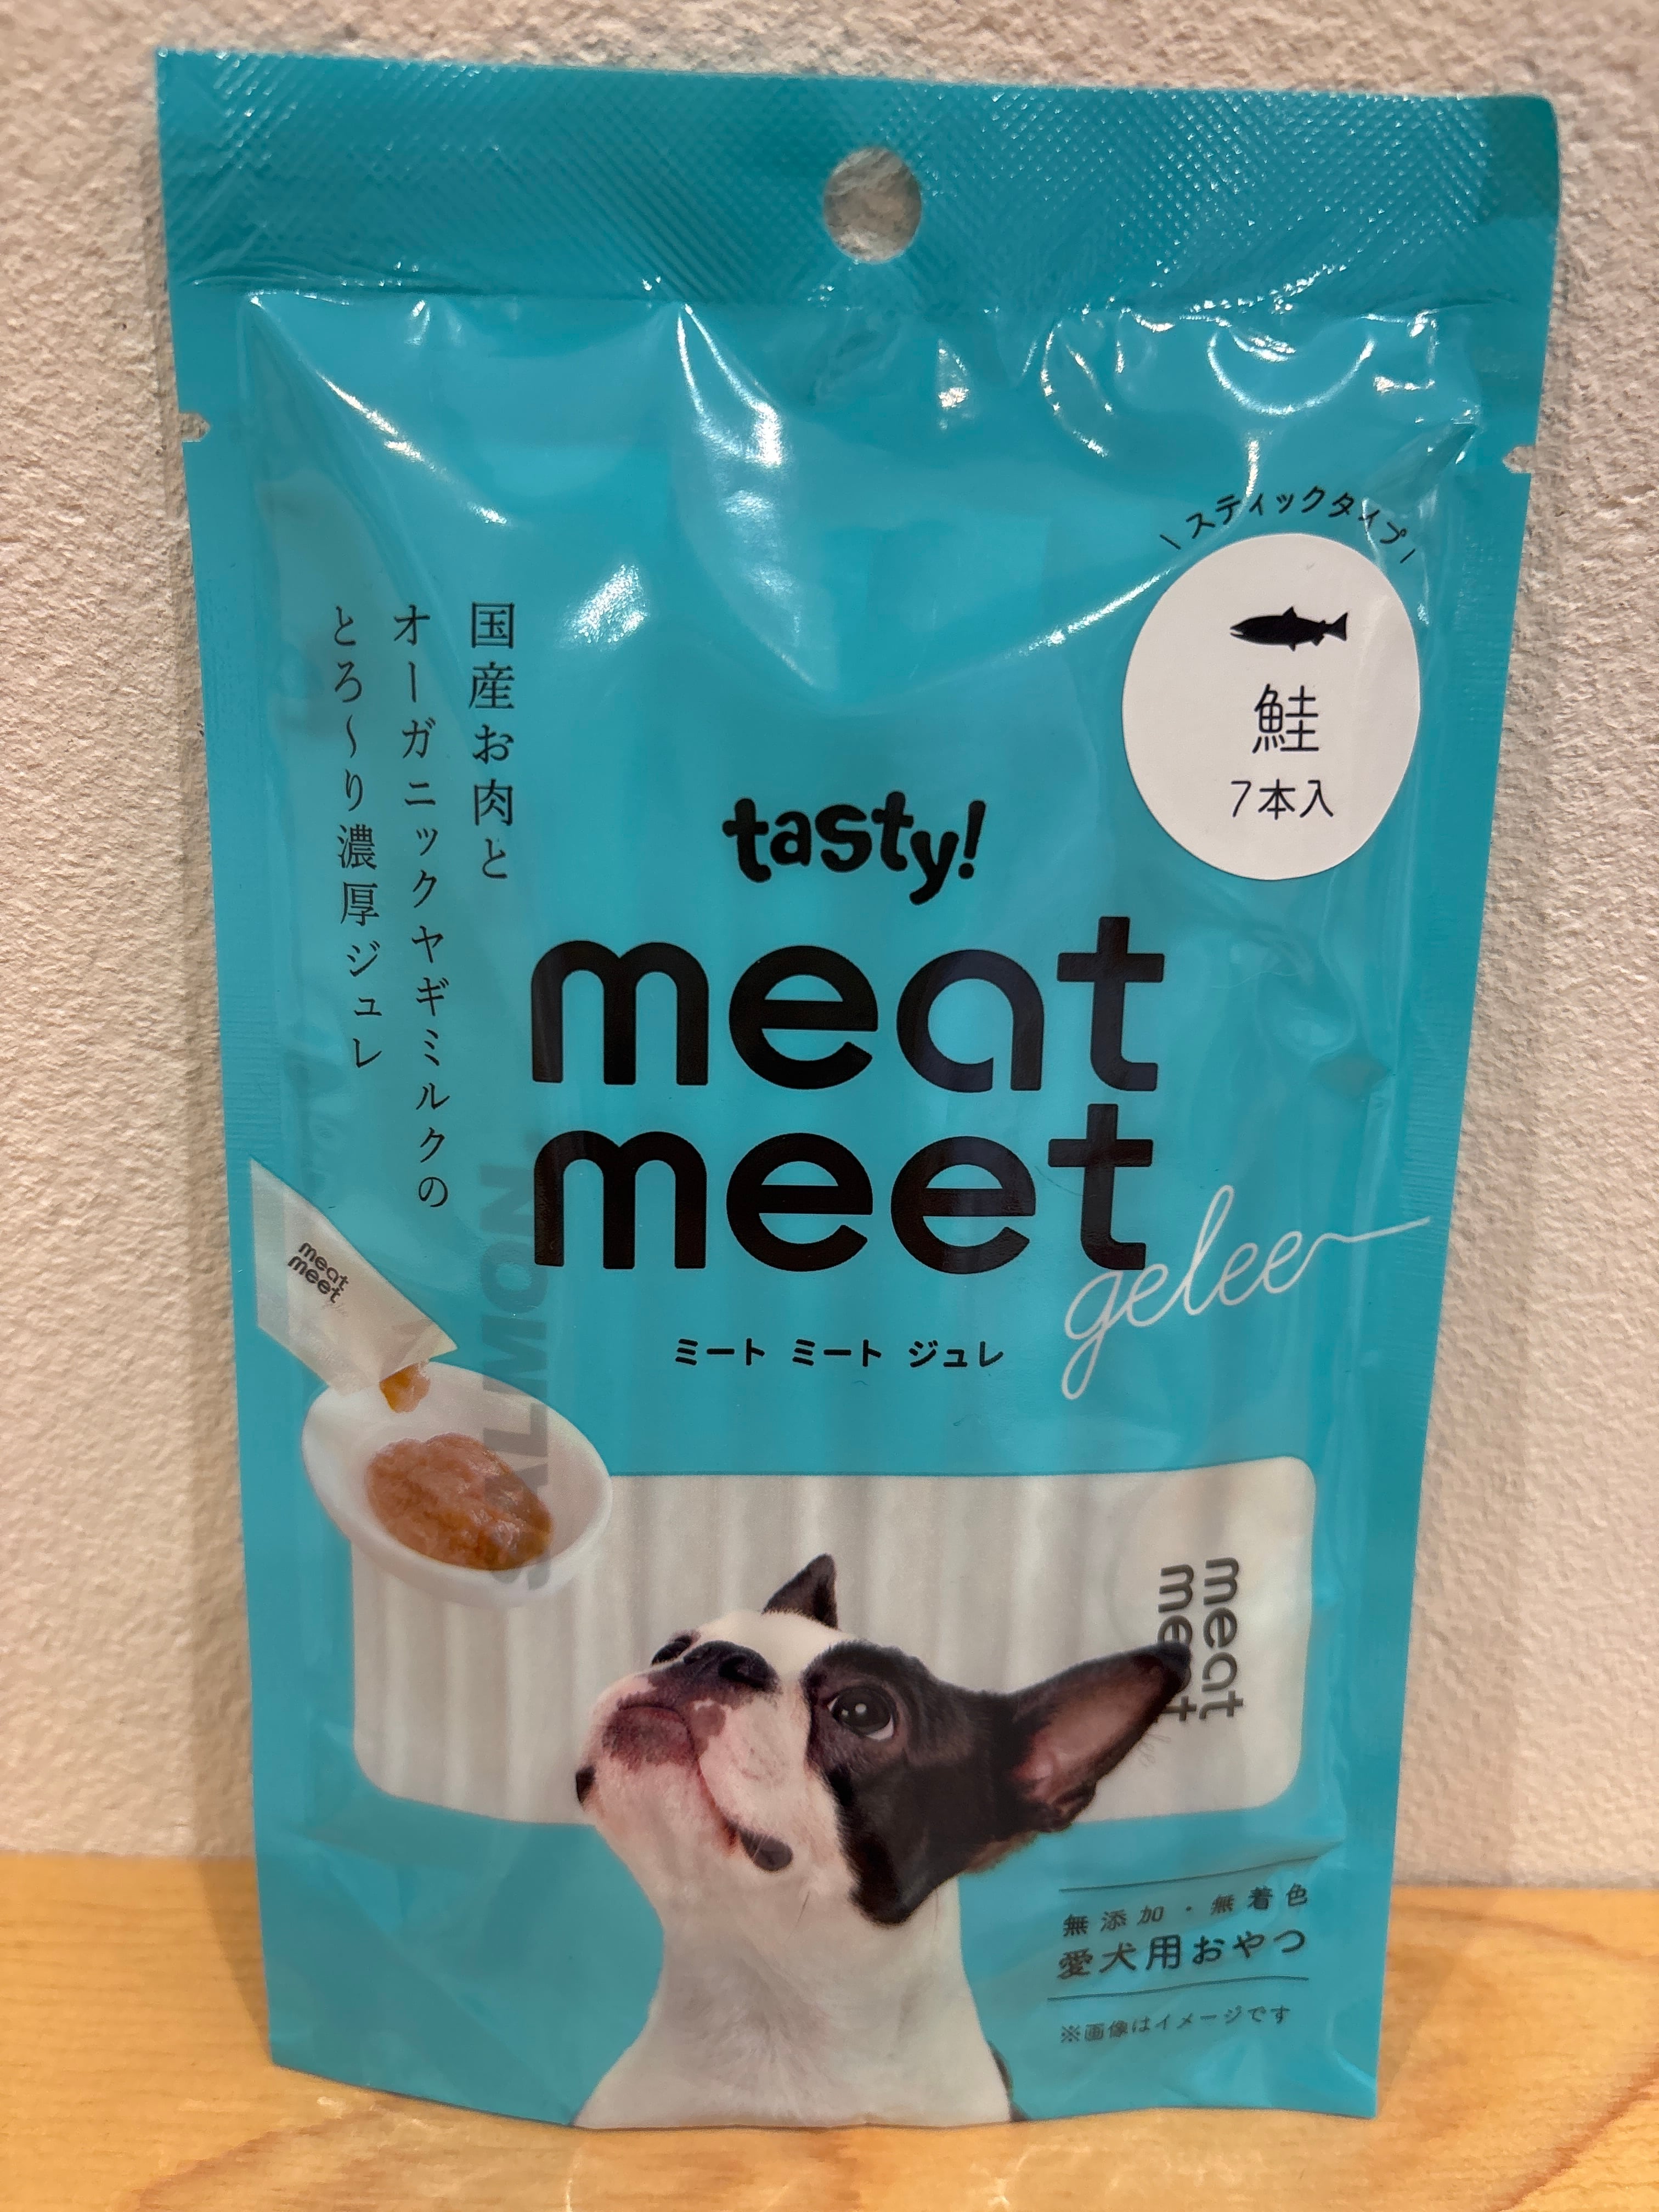 スティックタイプ
鮭
7本入
国産お肉と
オーガニックヤギミルクの
とろ〜り濃厚ジュレ
tasty!
meat
meet
gelee
ミート ミート ジュレ
meat
meet
SALMON
meat
meet
無添加・無着色
愛犬用おやつ
※画像はイメージです